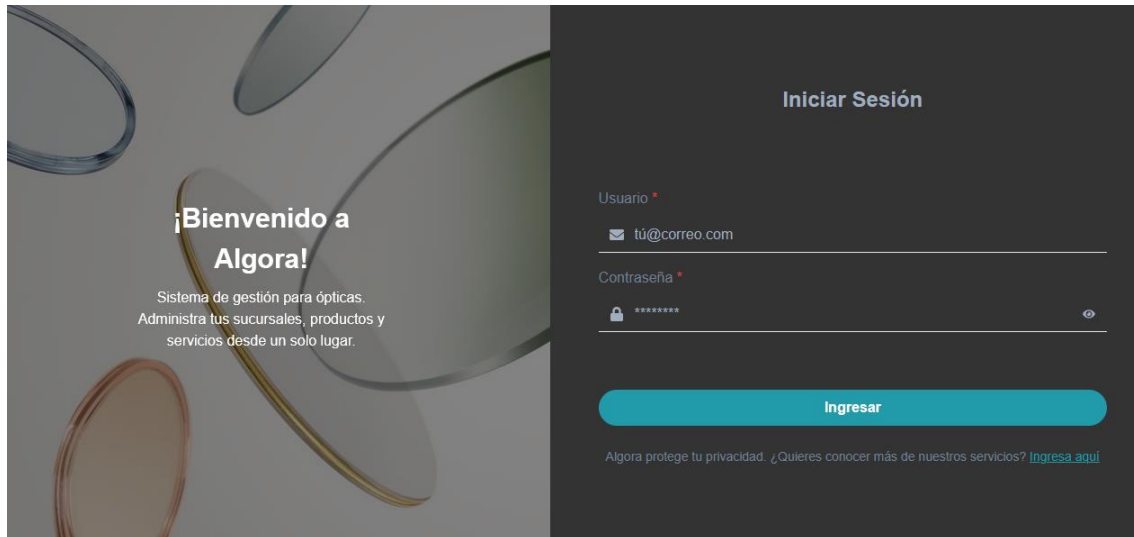 ¡Bienvenido a
Algora!
Sistema de gestión para ópticas.
Administra tus sucursales, productos y
servicios desde un solo lugar.
Iniciar Sesión
Usuario *
tú@correo.com
Contraseña *
********
Ingresar
Algora protege tu privacidad. ¿Quieres conocer más de nuestros servicios? Ingresa aquí